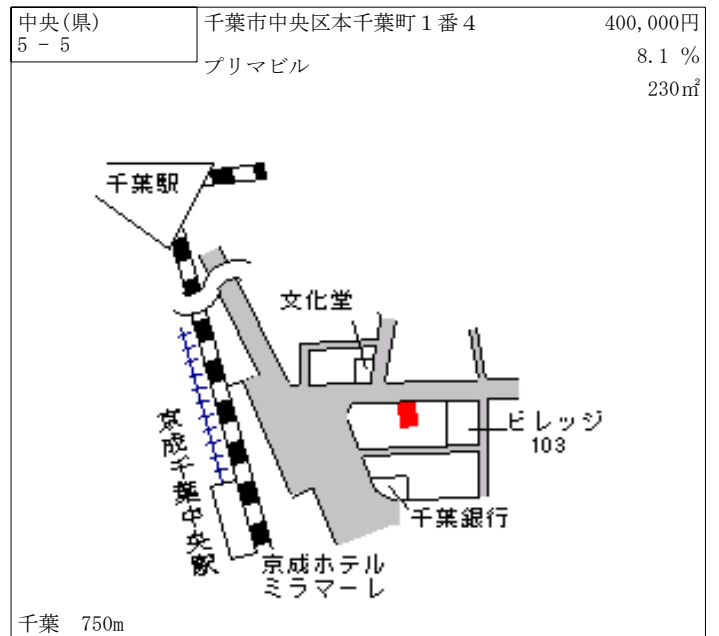 中央(県)
5 - 5
千葉市中央区本千葉町１番４
プリマビル
400,000円
8.1 %
230㎡
千葉駅
文化堂
ビレッジ
103
千葉銀行
京成千葉中央駅
京成ホテル
ミラマーレ
千葉　750m